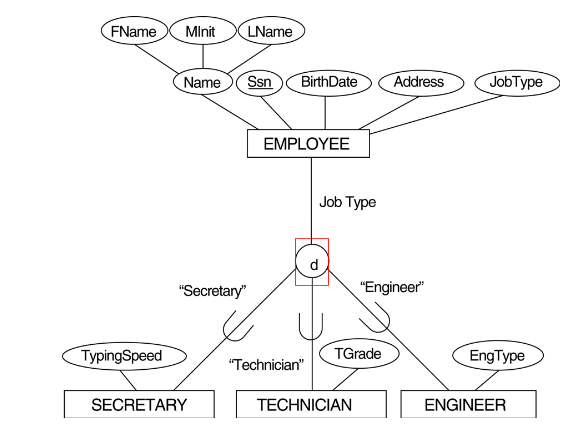 FName
MInit
LName
Name
Ssn
BirthDate
Address
JobType
EMPLOYEE
Job Type
d
“Secretary”
“Engineer”
“Technician”
TypingSpeed
TGrade
EngType
SECRETARY
TECHNICIAN
ENGINEER